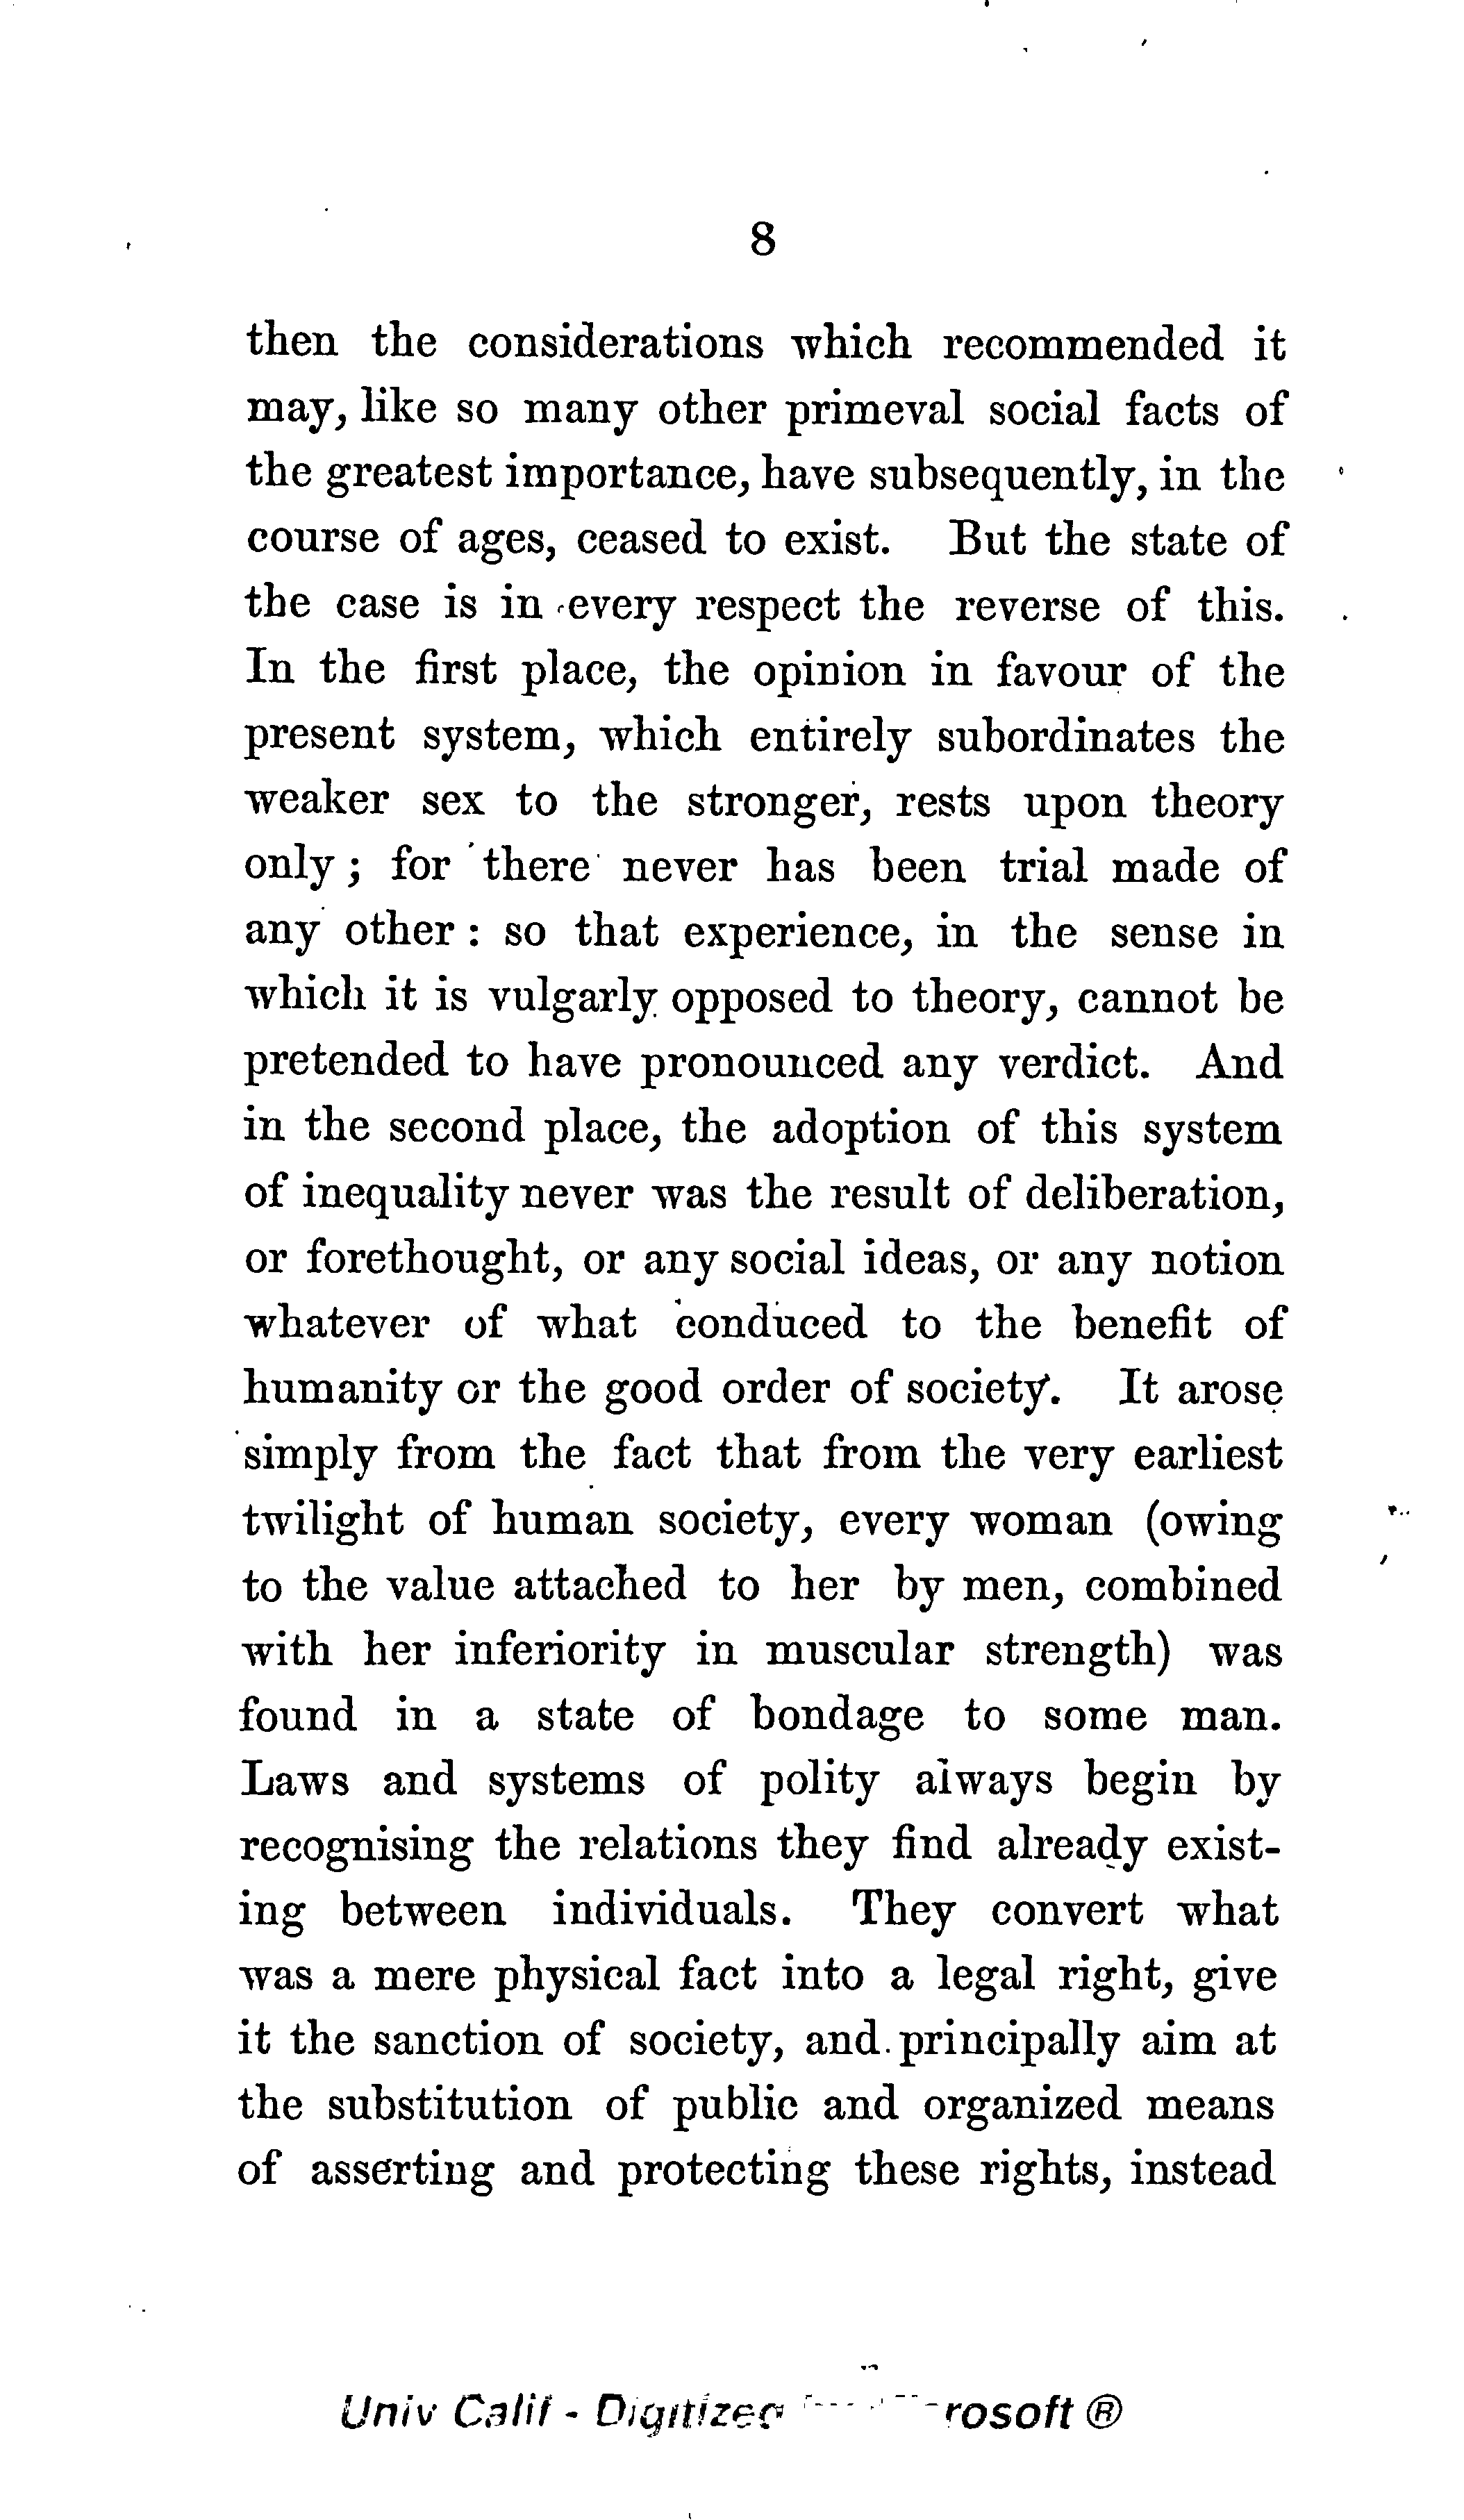 8
then the considerations which recommended it
may, like so many other primeval social facts of
the greatest importance, have subsequently, in the
course of ages, ceased to exist. But the state of
the case is in every respect the reverse of this.
In the first place, the opinion in favour of the
present system, which entirely subordinates the
weaker sex to the stronger, rests upon theory
only; for there never has been trial made of
any other: so that experience, in the sense in
which it is vulgarly opposed to theory, cannot be
pretended to have pronounced any verdict. And
in the second place, the adoption of this system
of inequality never was the result of deliberation,
or forethought, or any social ideas, or any notion
whatever of what conduced to the benefit of
humanity or the good order of society. It arose
simply from the fact that from the very earliest
twilight of human society, every woman (owing
to the value attached to her by men, combined
with her inferiority in muscular strength) was
found in a state of bondage to some man.
Laws and systems of polity always begin by
recognising the relations they find already exist-
ing between individuals. They convert what
was a mere physical fact into a legal right, give
it the sanction of society, and principally aim at
the substitution of public and organized means
of asserting and protecting these rights, instead
Univ Calif - Digitized rosoft ®